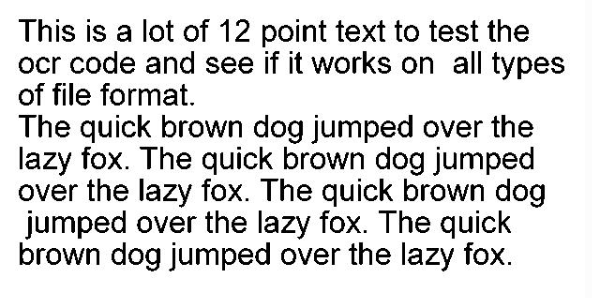 This is a lot of 12 point text to test the
ocr code and see if it works on  all types
of file format.
The quick brown dog jumped over the
lazy fox. The quick brown dog jumped
over the lazy fox. The quick brown dog
jumped over the lazy fox. The quick
brown dog jumped over the lazy fox.